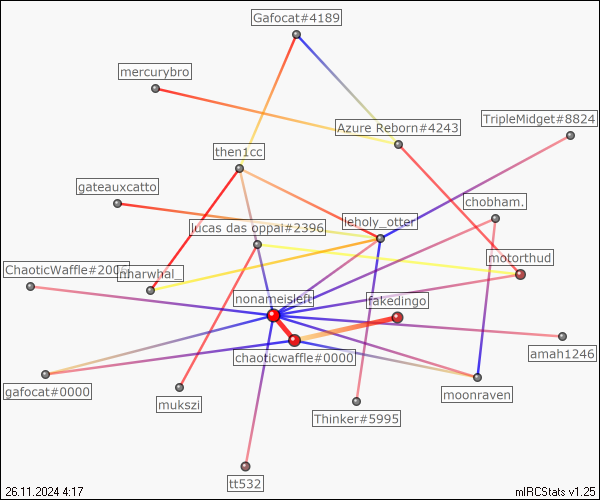 Gafocat#4189
mercurybro
TripleMidget#8824
Azure Reborn#4243
then1cc
gateauxcatto
chobham.
leholy_otter
lucas das oppai#2396
motorthud
nharwhal_
nonameisleft
fakedingo
amah1246
chaoticwaffle#0000
gafocat#0000
moonraven
mukszi
Thinker#5995
tt532
26.11.2024 4:17
mIRCStats v1.25